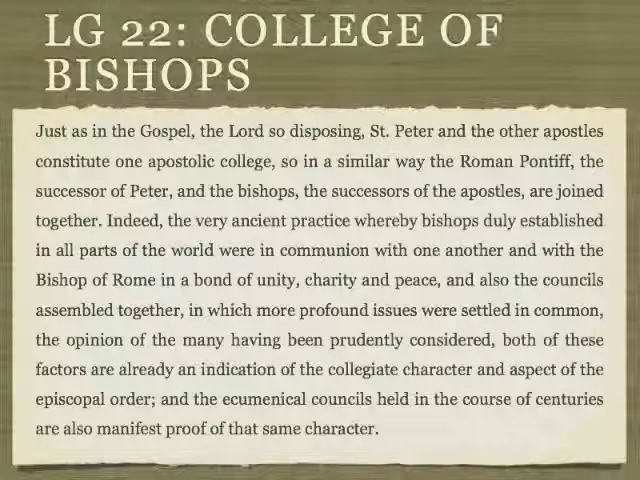 LG 22: COLLEGE OF
BISHOPS
Just as in the Gospel, the Lord so disposing, St. Peter and the other apostles
constitute one apostolic college, so in a similar way the Roman Pontiff, the
successor of Peter, and the bishops, the successors of the apostles, are joined
together. Indeed, the very ancient practice whereby bishops duly established
in all parts of the world were in communion with one another and with the
Bishop of Rome in a bond of unity, charity and peace, and also the councils
assembled together, in which more profound issues were settled in common,
the opinion of the many having been prudently considered, both of these
factors are already an indication of the collegiate character and aspect of the
episcopal order; and the ecumenical councils held in the course of centuries
are also manifest proof of that same character.